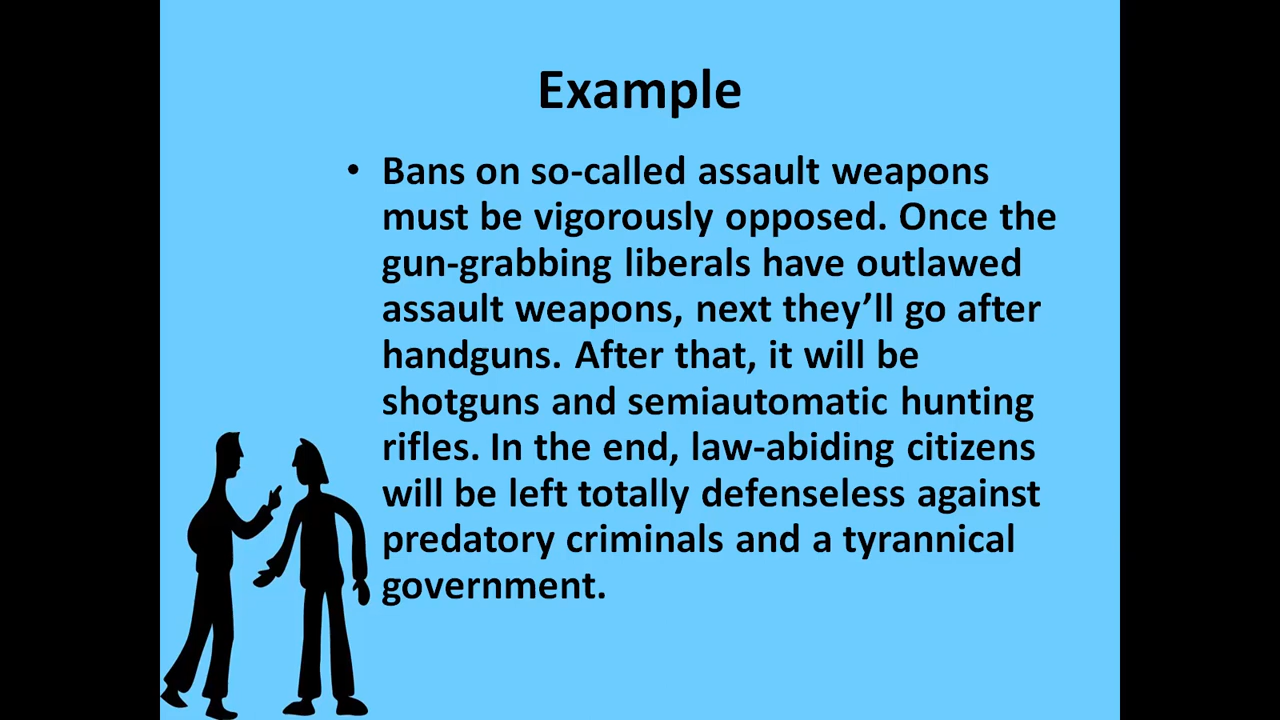 Example
• Bans on so-called assault weapons
must be vigorously opposed. Once the
gun-grabbing liberals have outlawed
assault weapons, next they’ll go after
handguns. After that, it will be
shotguns and semiautomatic hunting
rifles. In the end, law-abiding citizens
will be left totally defenseless against
predatory criminals and a tyrannical
government.